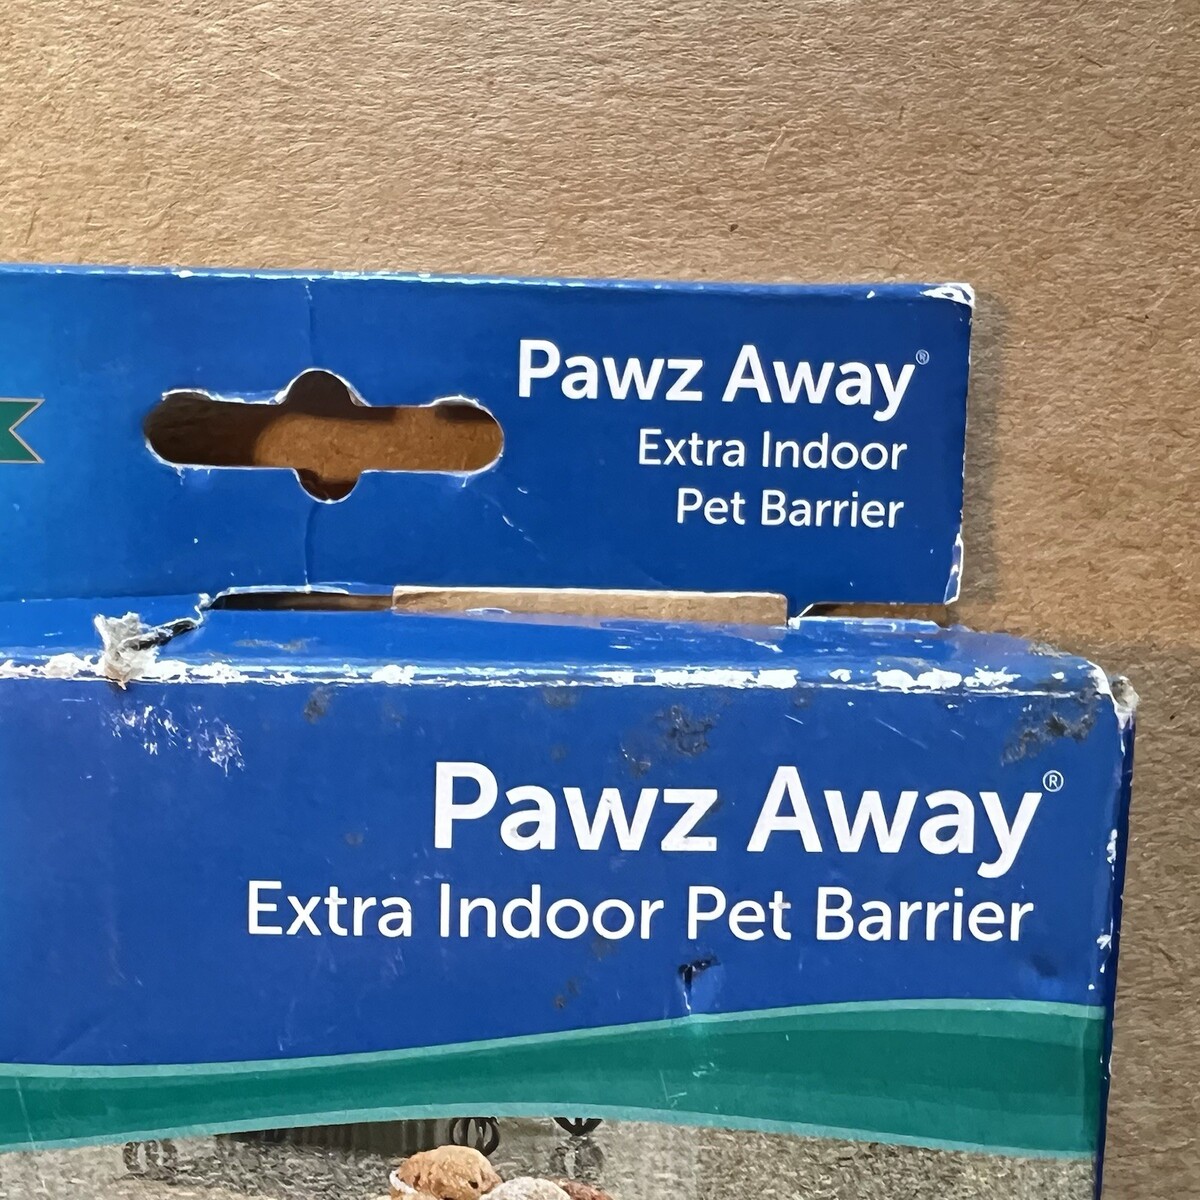 Pawz Away®
Extra Indoor
Pet Barrier
Pawz Away®
Extra Indoor Pet Barrier